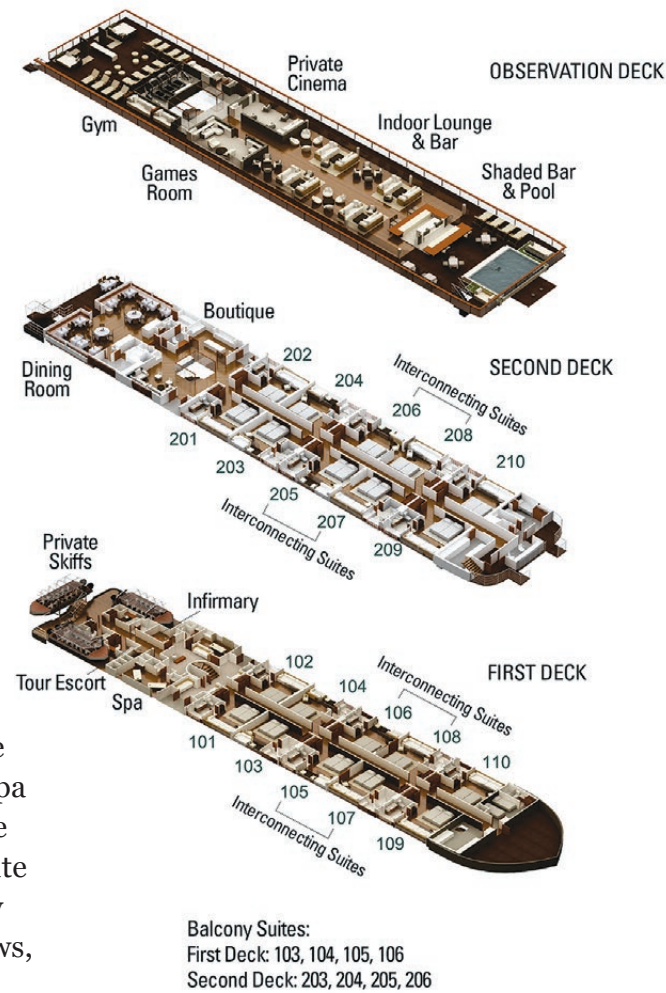 Private
Cinema
OBSERVATION DECK
Gym
Indoor Lounge
& Bar
Games
Room
Shaded Bar
& Pool
Boutique
Dining
Room
SECOND DECK
202
204
206
208
210
Interconnecting Suites
201
203
205
207
209
Interconnecting Suites
Private
Skiffs
Infirmary
Tour Escort
Spa
FIRST DECK
102
104
106
108
110
Interconnecting Suites
101
103
105
107
109
Interconnecting Suites
e
pa
e
te
y
ws,
Balcony Suites:
First Deck: 103, 104, 105, 106
Second Deck: 203, 204, 205, 206